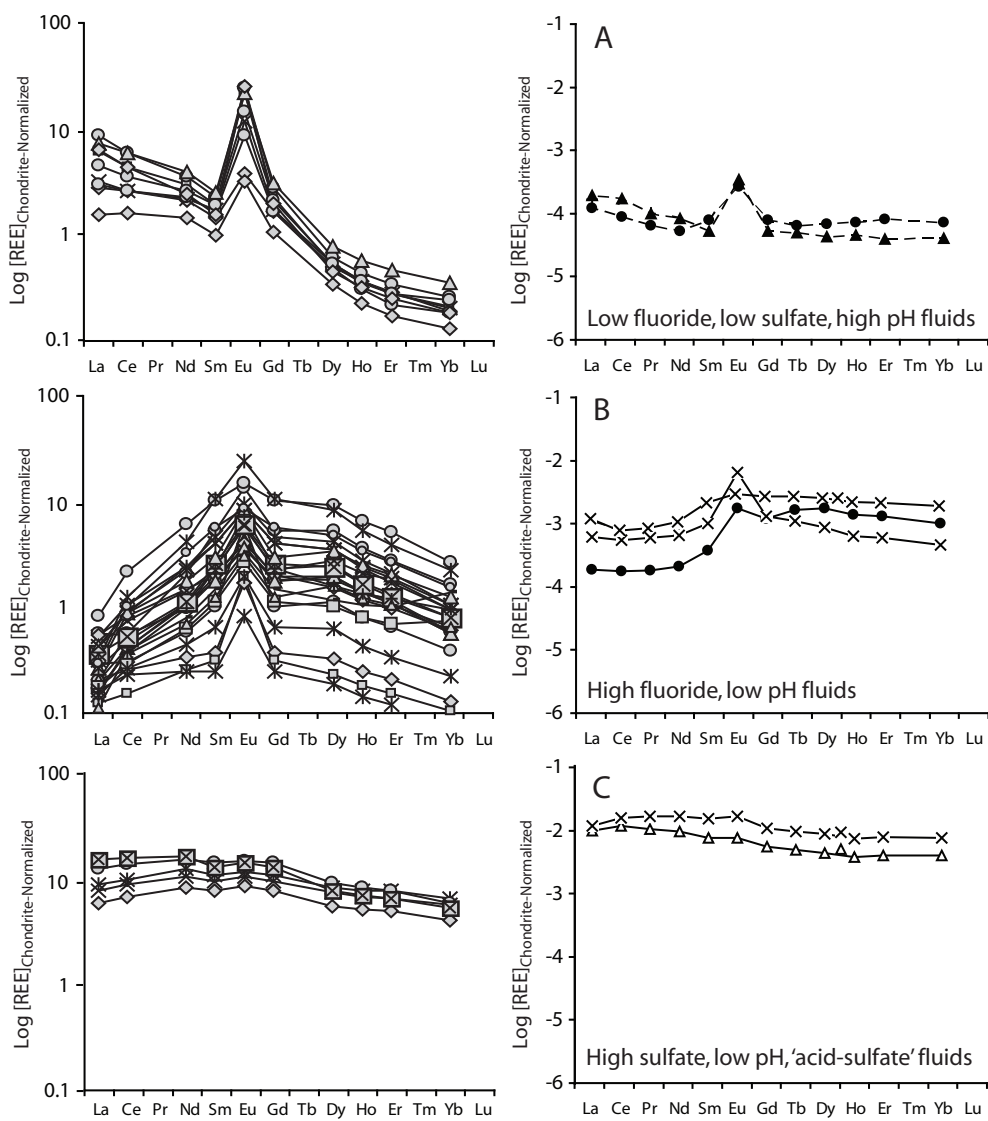 100
10
1
0.1
Log [REE]Chondrite-Normalized
La Ce Pr Nd Sm Eu Gd Tb Dy Ho Er Tm Yb Lu
A
-1
-2
-3
-4
-5
-6
Log [REE]Chondrite-Normalized
Low fluoride, low sulfate, high pH fluids
La Ce Pr Nd Sm Eu Gd Tb Dy Ho Er Tm Yb Lu
100
10
1
0.1
Log [REE]Chondrite-Normalized
La Ce Pr Nd Sm Eu Gd Tb Dy Ho Er Tm Yb Lu
B
-1
-2
-3
-4
-5
-6
Log [REE]Chondrite-Normalized
High fluoride, low pH fluids
La Ce Pr Nd Sm Eu Gd Tb Dy Ho Er Tm Yb Lu
100
10
1
0.1
Log [REE]Chondrite-Normalized
La Ce Pr Nd Sm Eu Gd Tb Dy Ho Er Tm Yb Lu
C
-1
-2
-3
-4
-5
-6
Log [REE]Chondrite-Normalized
High sulfate, low pH, ‘acid-sulfate’ fluids
La Ce Pr Nd Sm Eu Gd Tb Dy Ho Er Tm Yb Lu